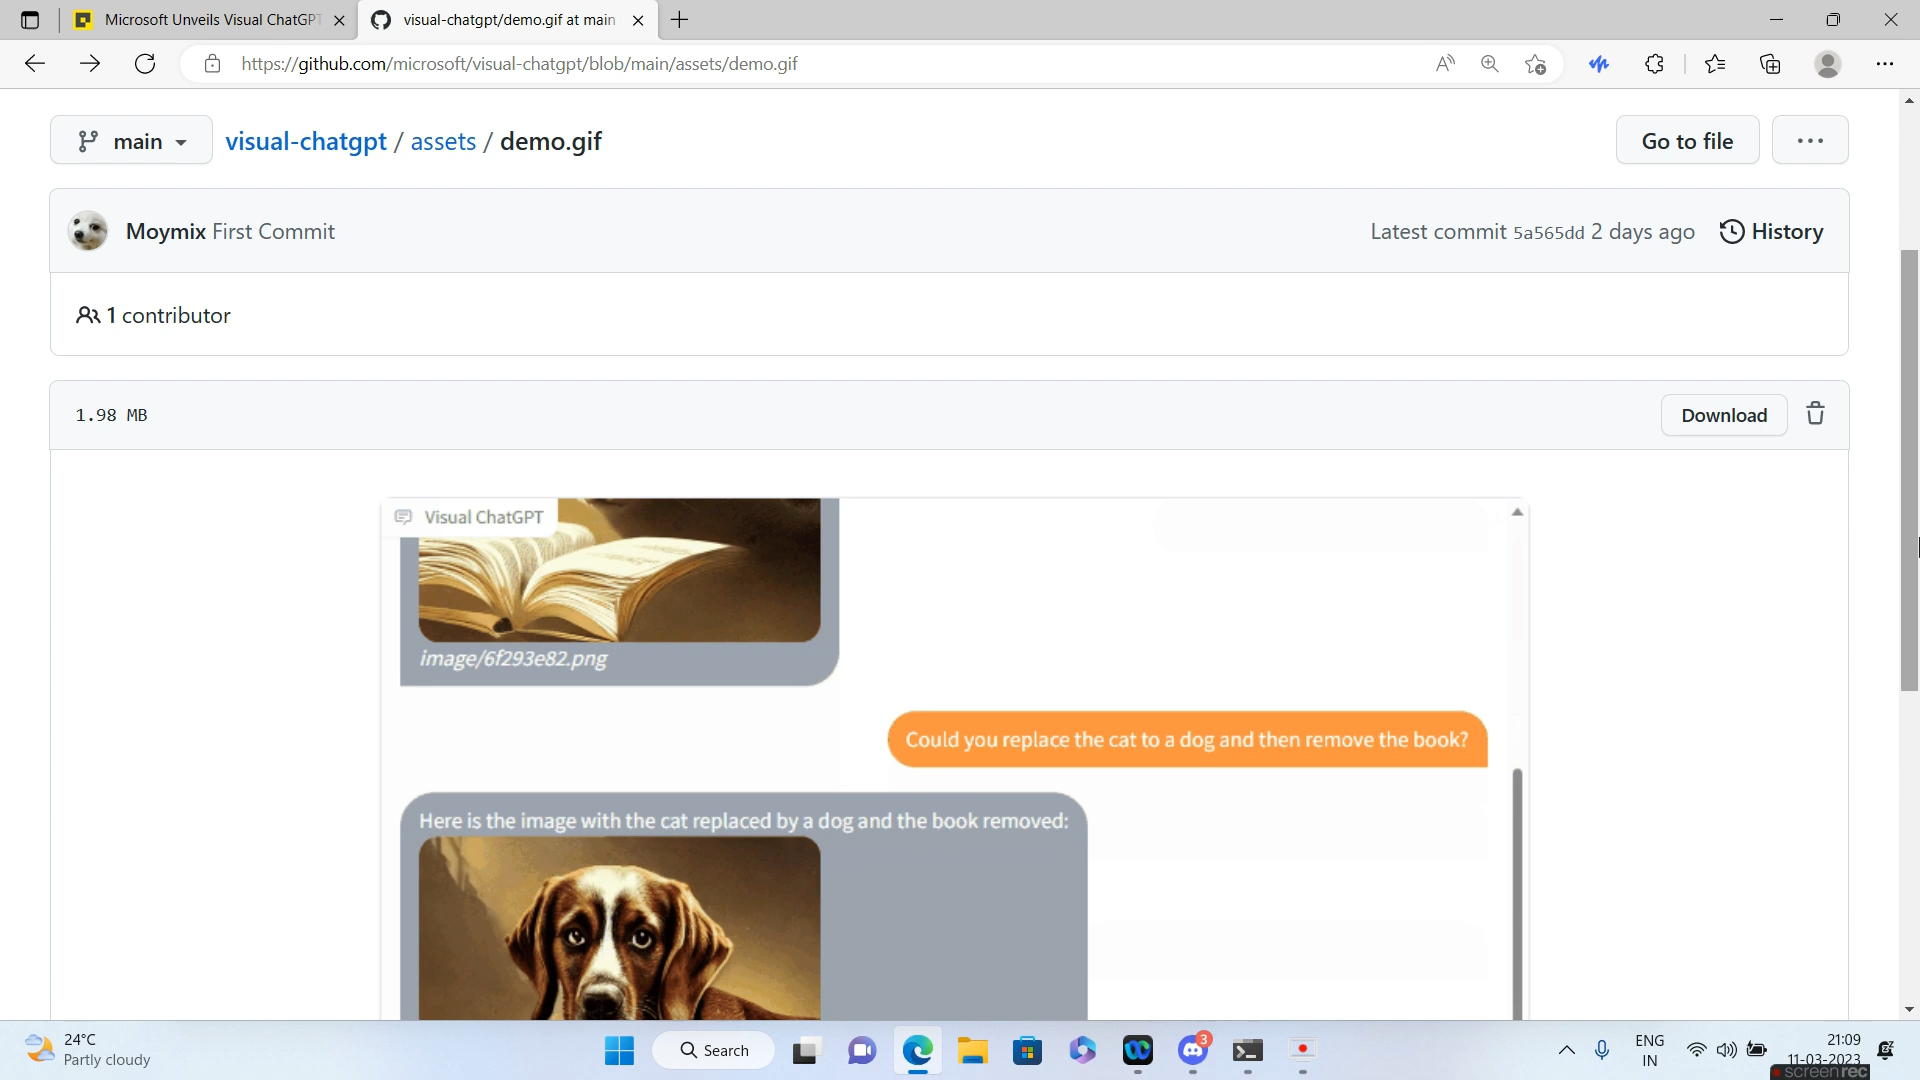 Microsoft Unveils Visual ChatGPT
visual-chatgpt/demo.gif at main
https://github.com/microsoft/visual-chatgpt/blob/main/assets/demo.gif
main
visual-chatgpt / assets / demo.gif
Go to file
Moymix First Commit
Latest commit 5a565dd 2 days ago
History
1 contributor
1.98 MB
Download
Visual ChatGPT
image/6f293e82.png
Could you replace the cat to a dog and then remove the book?
Here is the image with the cat replaced by a dog and the book removed:
24°C
Partly cloudy
Search
3
ENG
IN
21:09
11-03-2023
screenrec